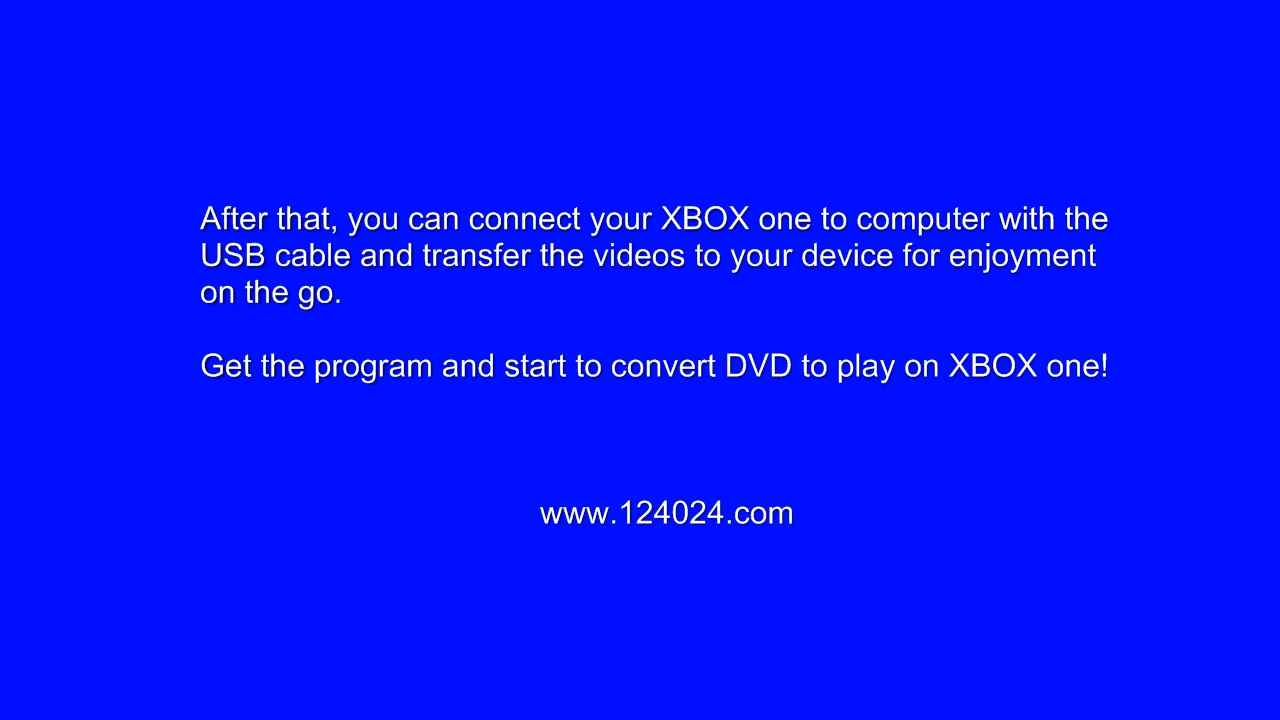 After that, you can connect your XBOX one to computer with the
USB cable and transfer the videos to your device for enjoyment
on the go.
Get the program and start to convert DVD to play on XBOX one!
www.124024.com